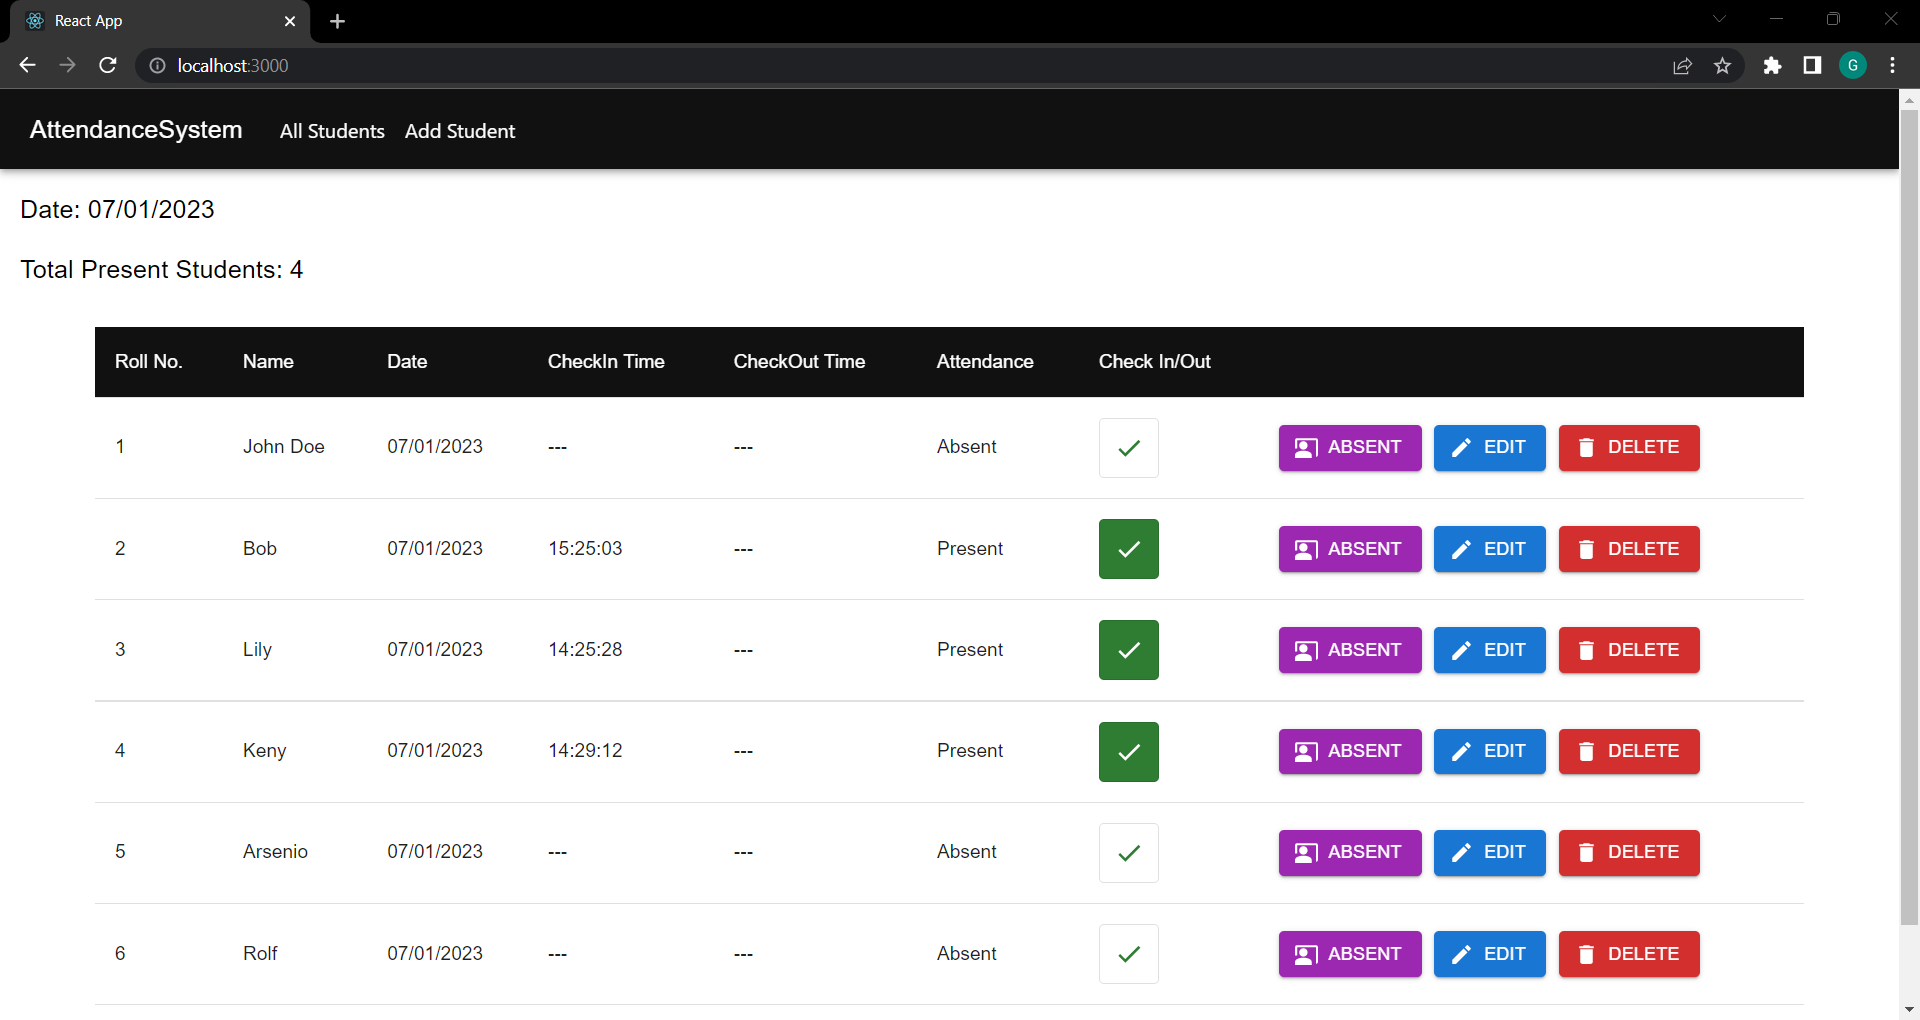 React App
localhost:3000
G
AttendanceSystem All Students Add Student
Date: 07/01/2023
Total Present Students: 4
Roll No. Name Date CheckIn Time CheckOut Time Attendance Check In/Out
1 John Doe 07/01/2023 --- --- Absent ABSENT EDIT DELETE
2 Bob 07/01/2023 15:25:03 --- Present ABSENT EDIT DELETE
3 Lily 07/01/2023 14:25:28 --- Present ABSENT EDIT DELETE
4 Keny 07/01/2023 14:29:12 --- Present ABSENT EDIT DELETE
5 Arsenio 07/01/2023 --- --- Absent ABSENT EDIT DELETE
6 Rolf 07/01/2023 --- --- Absent ABSENT EDIT DELETE